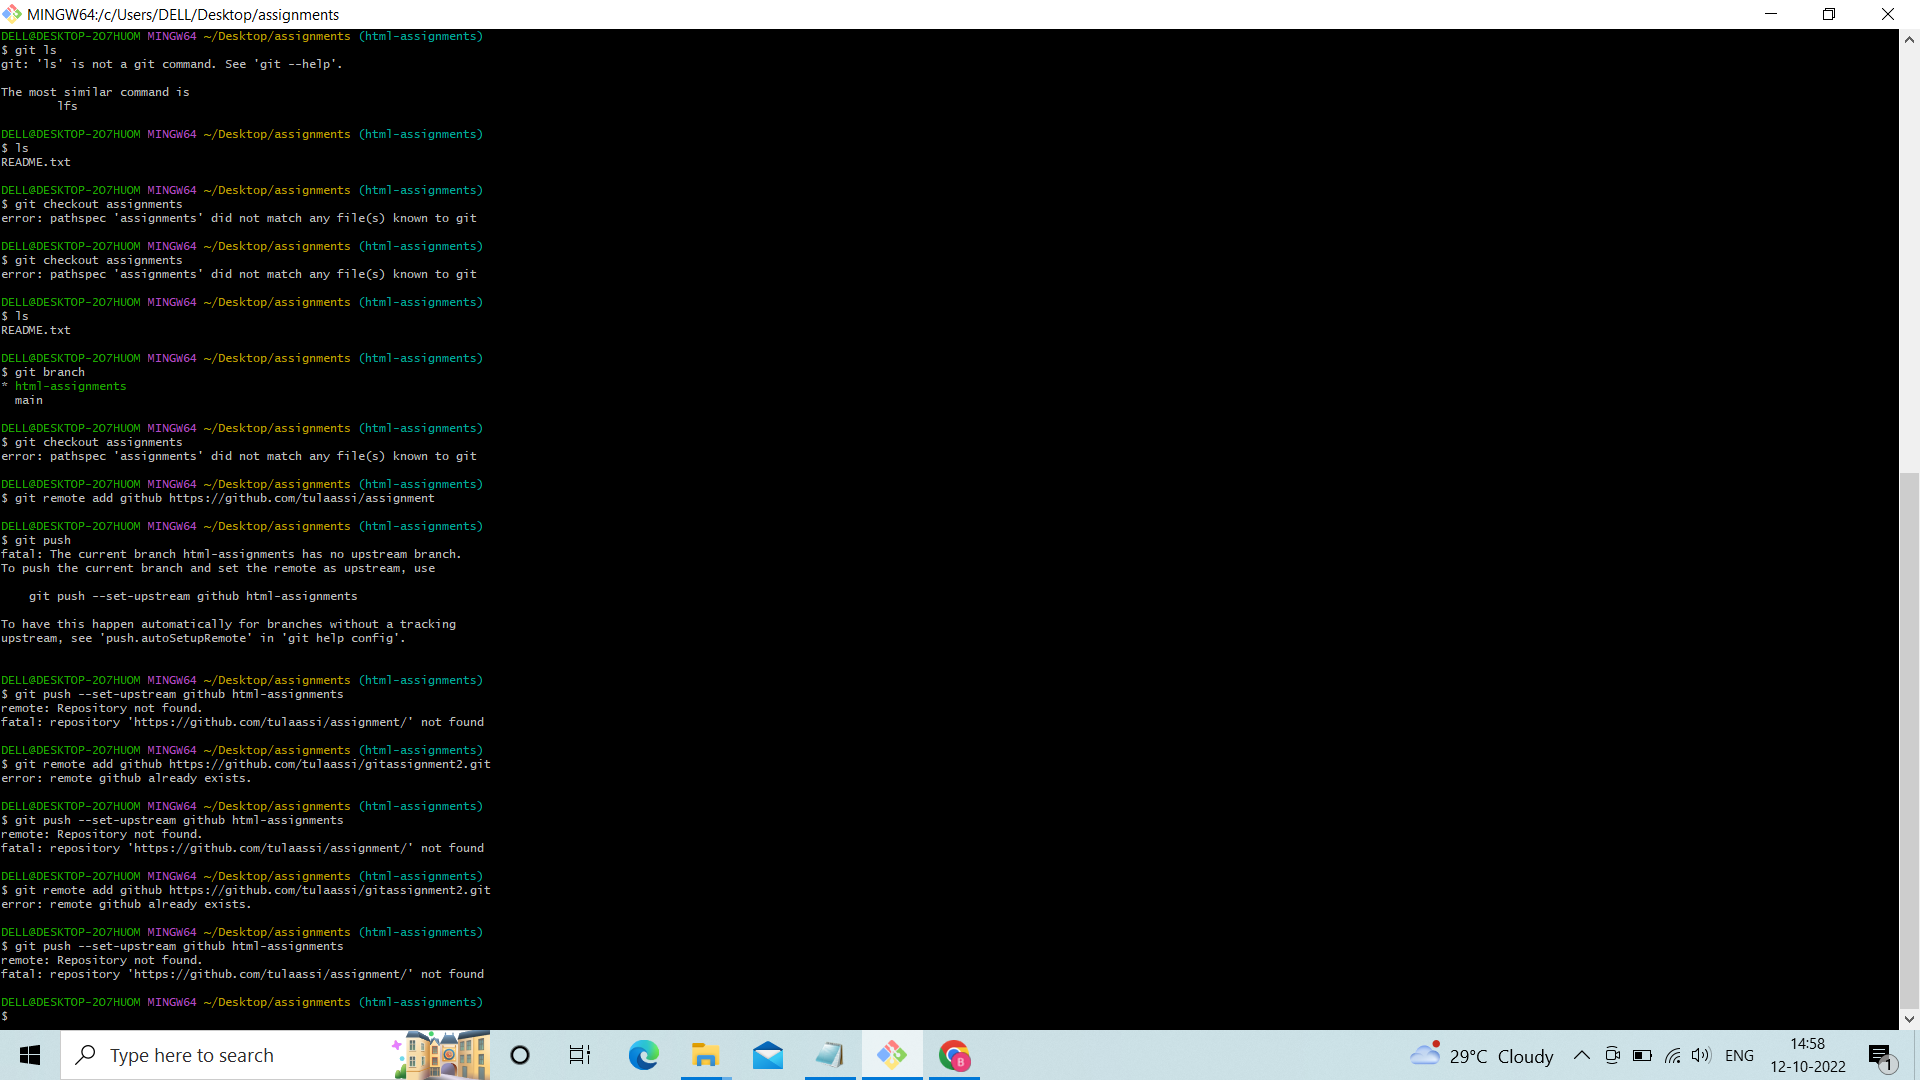 MINGW64:/c/Users/DELL/Desktop/assignments
DELL@DESKTOP-2O7HUOM MINGW64 ~/Desktop/assignments (html-assignments)
$ git ls
git: 'ls' is not a git command. See 'git --help'.
The most similar command is
lfs
DELL@DESKTOP-2O7HUOM MINGW64 ~/Desktop/assignments (html-assignments)
$ ls
README.txt
DELL@DESKTOP-2O7HUOM MINGW64 ~/Desktop/assignments (html-assignments)
$ git checkout assignments
error: pathspec 'assignments' did not match any file(s) known to git
DELL@DESKTOP-2O7HUOM MINGW64 ~/Desktop/assignments (html-assignments)
$ git checkout assignments
error: pathspec 'assignments' did not match any file(s) known to git
DELL@DESKTOP-2O7HUOM MINGW64 ~/Desktop/assignments (html-assignments)
$ ls
README.txt
DELL@DESKTOP-2O7HUOM MINGW64 ~/Desktop/assignments (html-assignments)
$ git branch
* html-assignments
main
DELL@DESKTOP-2O7HUOM MINGW64 ~/Desktop/assignments (html-assignments)
$ git checkout assignments
error: pathspec 'assignments' did not match any file(s) known to git
DELL@DESKTOP-2O7HUOM MINGW64 ~/Desktop/assignments (html-assignments)
$ git remote add github https://github.com/tulaassi/assignment
DELL@DESKTOP-2O7HUOM MINGW64 ~/Desktop/assignments (html-assignments)
$ git push
fatal: The current branch html-assignments has no upstream branch.
To push the current branch and set the remote as upstream, use
git push --set-upstream github html-assignments
To have this happen automatically for branches without a tracking
upstream, see 'push.autoSetupRemote' in 'git help config'.
DELL@DESKTOP-2O7HUOM MINGW64 ~/Desktop/assignments (html-assignments)
$ git push --set-upstream github html-assignments
remote: Repository not found.
fatal: repository 'https://github.com/tulaassi/assignment/' not found
DELL@DESKTOP-2O7HUOM MINGW64 ~/Desktop/assignments (html-assignments)
$ git remote add github https://github.com/tulaassi/gitassignment2.git
error: remote github already exists.
DELL@DESKTOP-2O7HUOM MINGW64 ~/Desktop/assignments (html-assignments)
$ git push --set-upstream github html-assignments
remote: Repository not found.
fatal: repository 'https://github.com/tulaassi/assignment/' not found
DELL@DESKTOP-2O7HUOM MINGW64 ~/Desktop/assignments (html-assignments)
$ git remote add github https://github.com/tulaassi/gitassignment2.git
error: remote github already exists.
DELL@DESKTOP-2O7HUOM MINGW64 ~/Desktop/assignments (html-assignments)
$ git push --set-upstream github html-assignments
remote: Repository not found.
fatal: repository 'https://github.com/tulaassi/assignment/' not found
DELL@DESKTOP-2O7HUOM MINGW64 ~/Desktop/assignments (html-assignments)
$
Type here to search
B
29°C Cloudy
ENG
14:58
12-10-2022
1